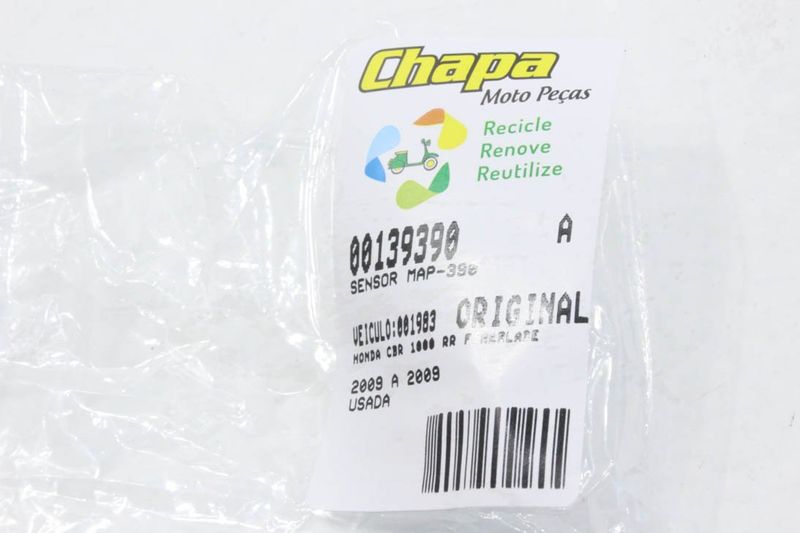 Chapa
Moto Peças
Recicle
Renove
Reutilize
00139390 A
SENSOR MAP-390
VEICULO:001983 ORIGINAL
HONDA CBR 1000 RR
2009 A 2009
USADA